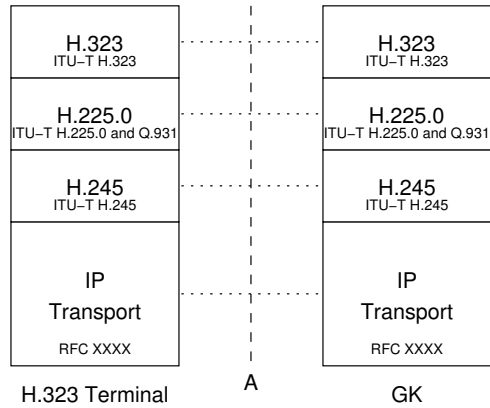 H.323
ITU–T H.323
H.225.0
ITU–T H.225.0 and Q.931
H.245
ITU–T H.245
IP
Transport
RFC XXXX
H.323 Terminal
A
H.323
ITU–T H.323
H.225.0
ITU–T H.225.0 and Q.931
H.245
ITU–T H.245
IP
Transport
RFC XXXX
GK